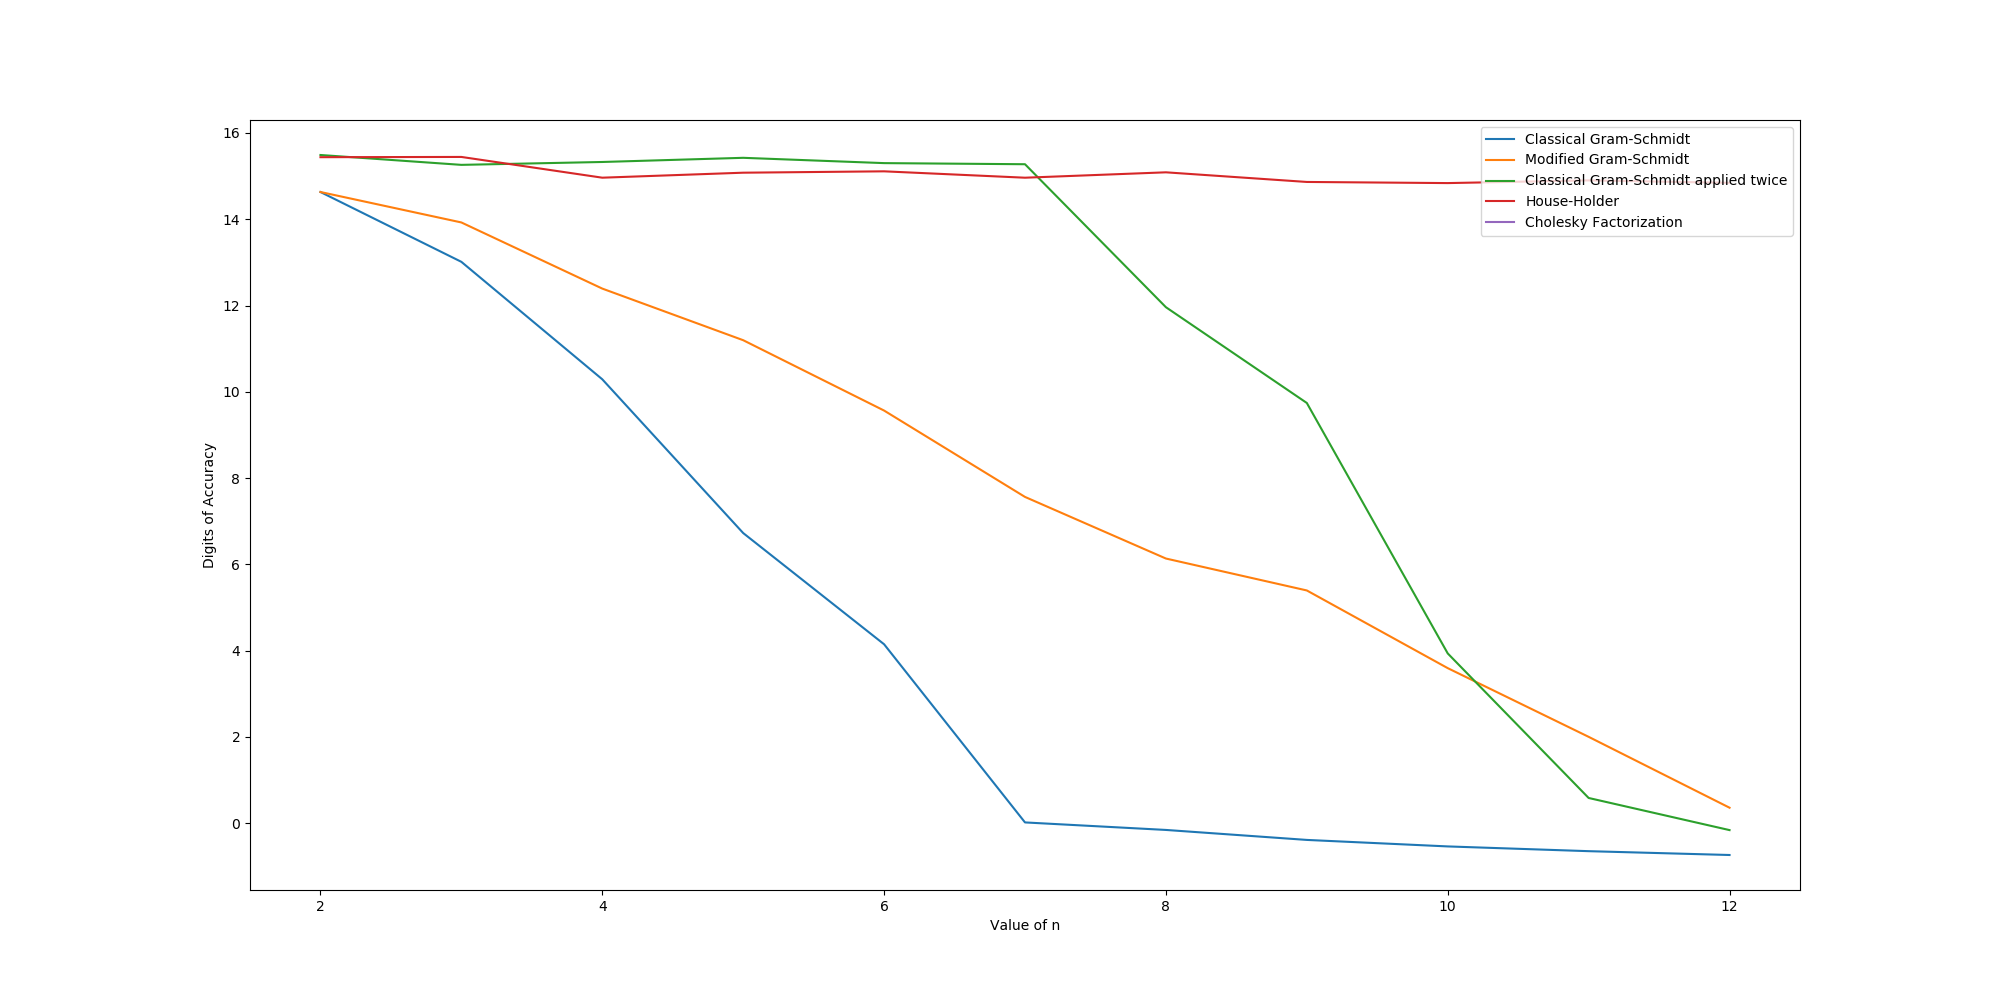 16
14
12
10
8
6
4
2
0
Digits of Accuracy
Classical Gram-Schmidt
Modified Gram-Schmidt
Classical Gram-Schmidt applied twice
House-Holder
Cholesky Factorization
2 4 6 8 10 12
Value of n